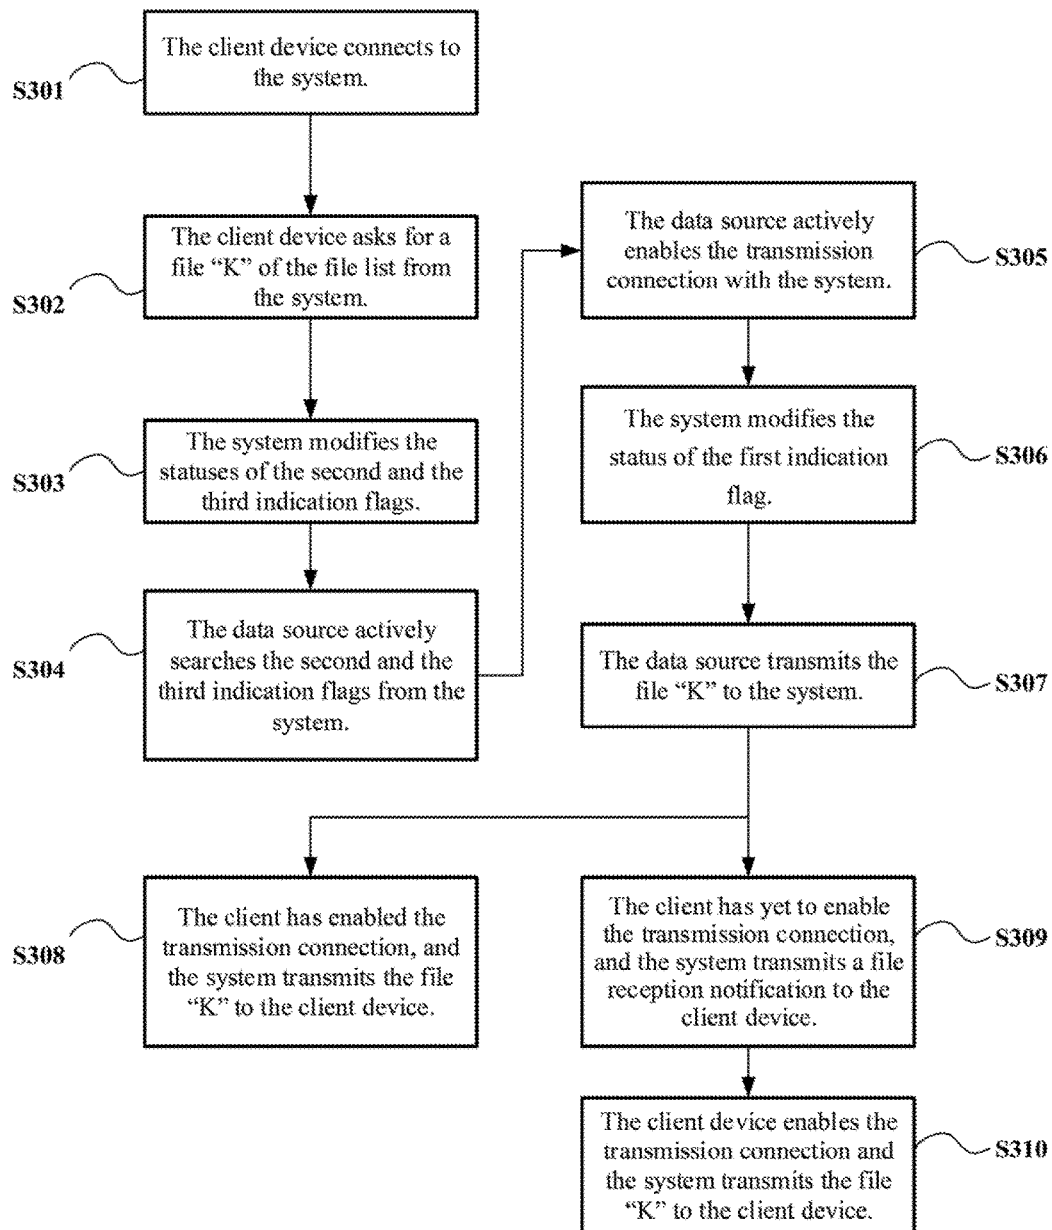 S301
The client device connects to
the system.
S302
The client device asks for a
file “K” of the file list from
the system.
S303
The system modifies the
statuses of the second and the
third indication flags.
S304
The data source actively
searches the second and the
third indication flags from the
system.
The data source actively
enables the transmission
connection with the system.
S305
The system modifies the
status of the first indication
flag.
S306
The data source transmits the
file “K” to the system.
S307
S308
The client has enabled the
transmission connection, and
the system transmits the file
“K” to the client device.
The client has yet to enable
the transmission connection,
and the system transmits a file
reception notification to the
client device.
S309
The client device enables the
transmission connection and
the system transmits the file
“K” to the client device.
S310